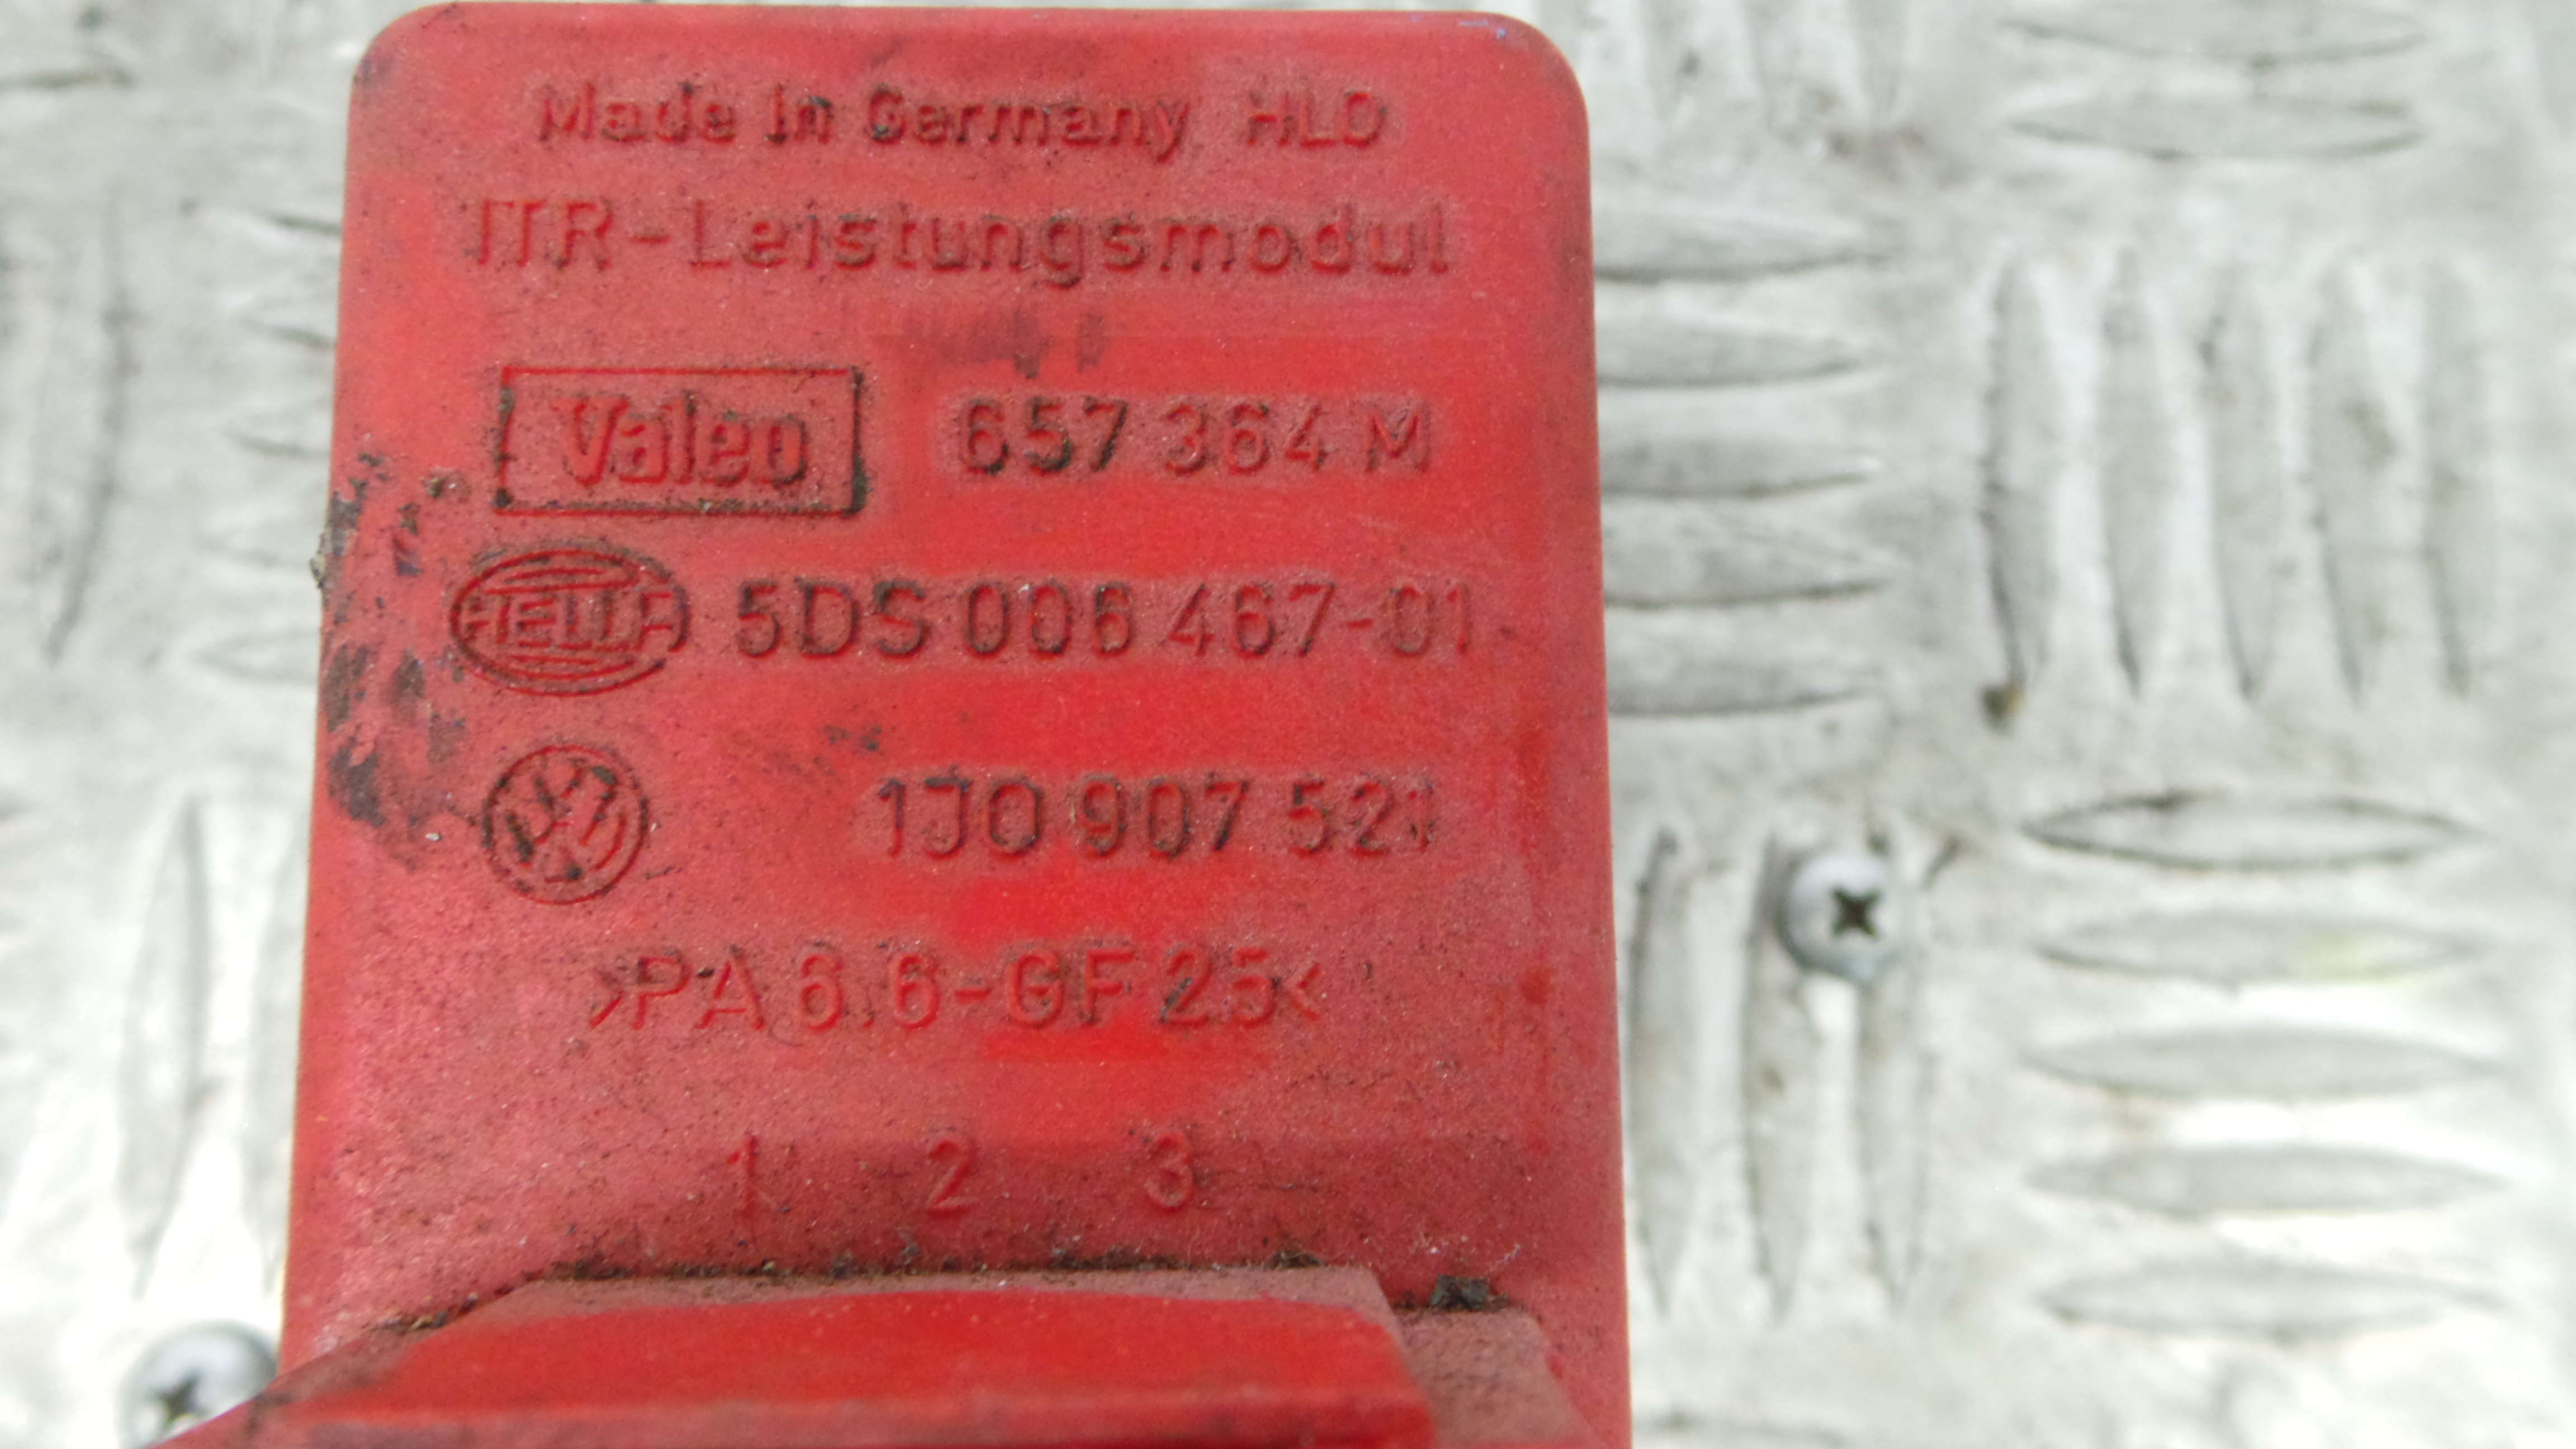 Made in Germany HLO
ITR-Leistungsmodul
Valeo 657 364 M
HELLA 5DS 006 467-01
VW 1J0 907 521
>PA 6.6-GF 25<
1 2 3